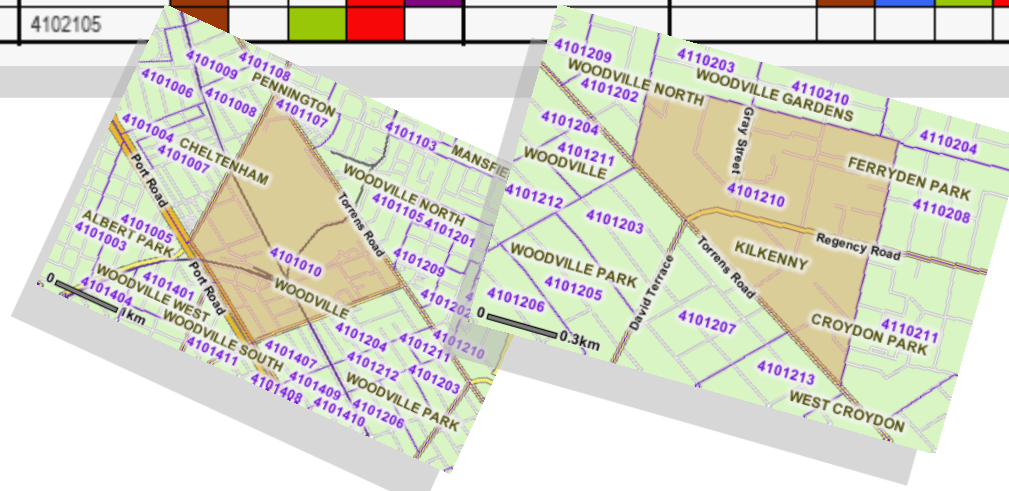 4102105
4101108
4101009
PENNINGTON
4101006
4101008
4101107
4101004
4101103
CHELTENHAM
4101007
MANSFIE
Port Road
WOODVILLE NORTH
Torrens Road
4101105
4101201
ALBERT PARK
4101005
4101003
4101010
4101209
Port Road
4101401
WOODVILLE WEST
4101404
WOODVILLE
0
1km
WOODVILLE SOUTH
4101204
4101210
4101211
4101411
4101407
4101212
4101203
4101409
4101408
WOODVILLE PARK
4101410
4101206
4101209
4110203
WOODVILLE NORTH
WOODVILLE GARDENS
4101202
4110210
4101204
Gray Street
4110204
4101211
WOODVILLE
FERRYDEN PARK
4101212
4101210
4110208
4101203
Regency Road
KILKENNY
Torrens Road
WOODVILLE PARK
4101205
David Terrace
4101206
0
0.3km
4101207
CROYDON PARK
4110211
4101213
WEST CROYDON